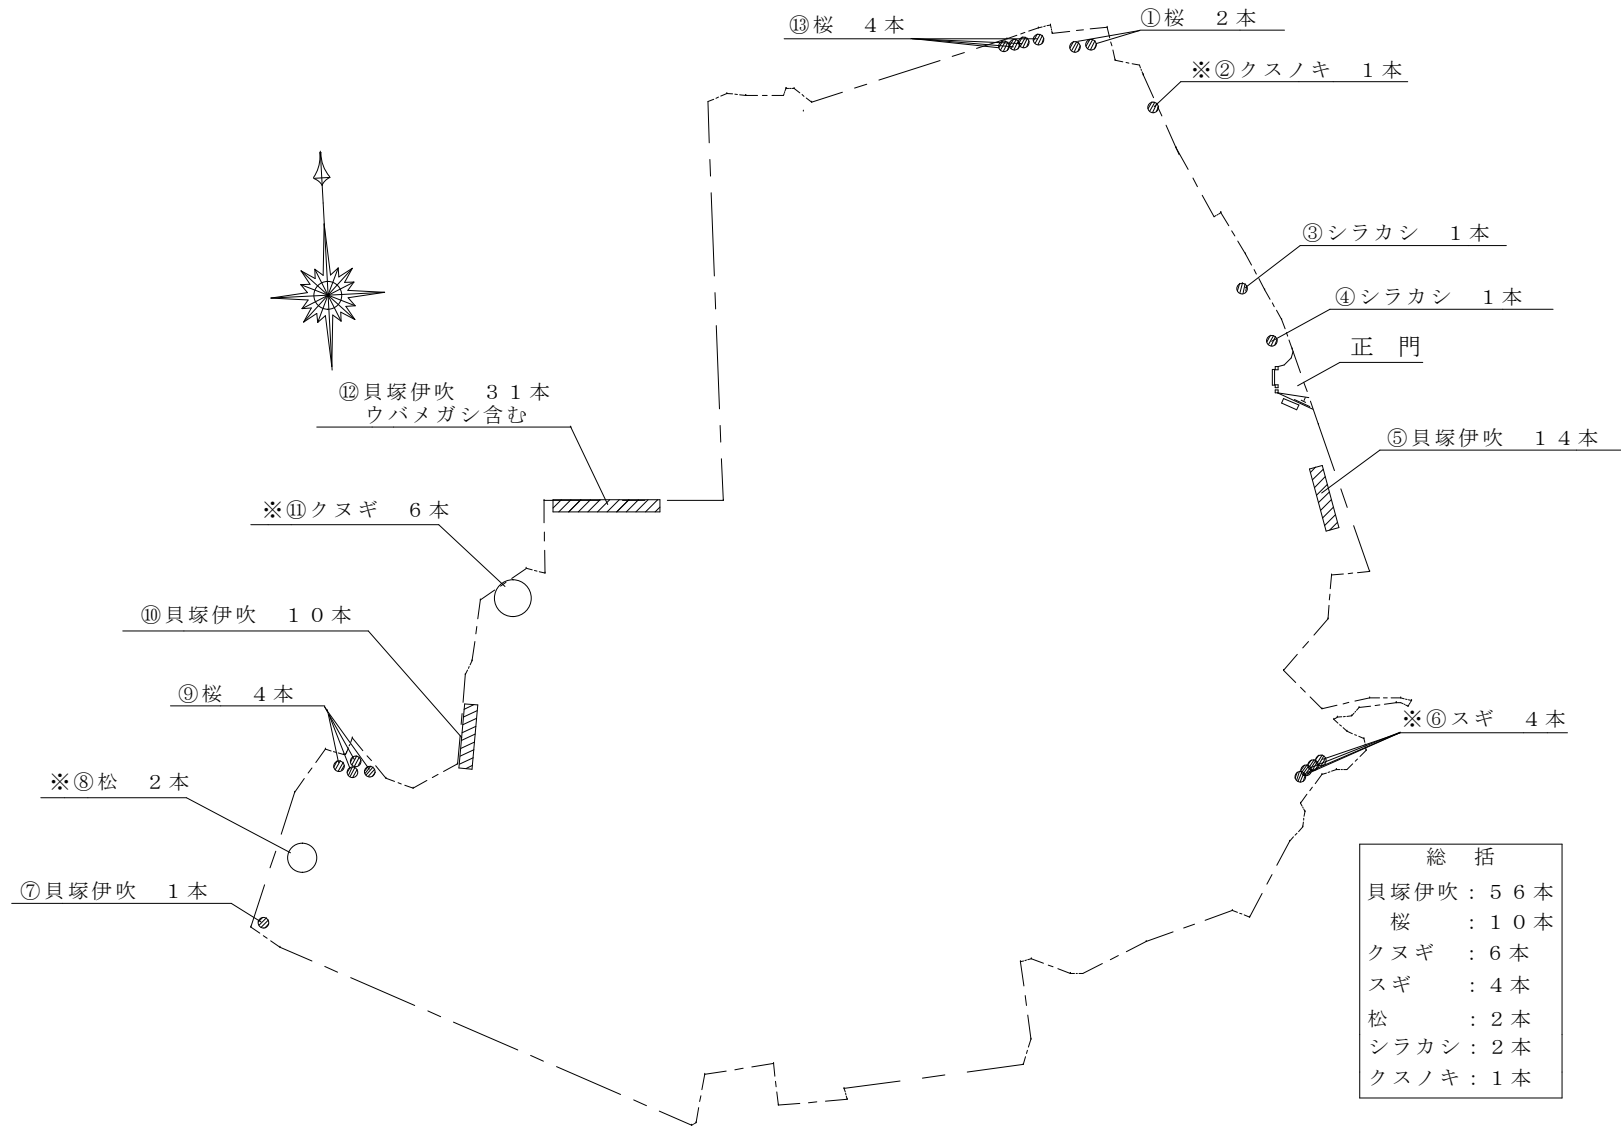 ⑬桜　４本
①桜　２本
※②クスノキ　１本
③シラカシ　１本
④シラカシ　１本
正　門
⑫貝塚伊吹　３１本
ウバメガシ含む
⑤貝塚伊吹　１４本
※⑪クヌギ　６本
⑩貝塚伊吹　１０本
⑨桜　４本
※⑥スギ　４本
※⑧松　２本
⑦貝塚伊吹　１本
総　括
貝塚伊吹：５６本
桜　：１０本
クヌギ　：６本
スギ　：４本
松　：２本
シラカシ：２本
クスノキ：１本